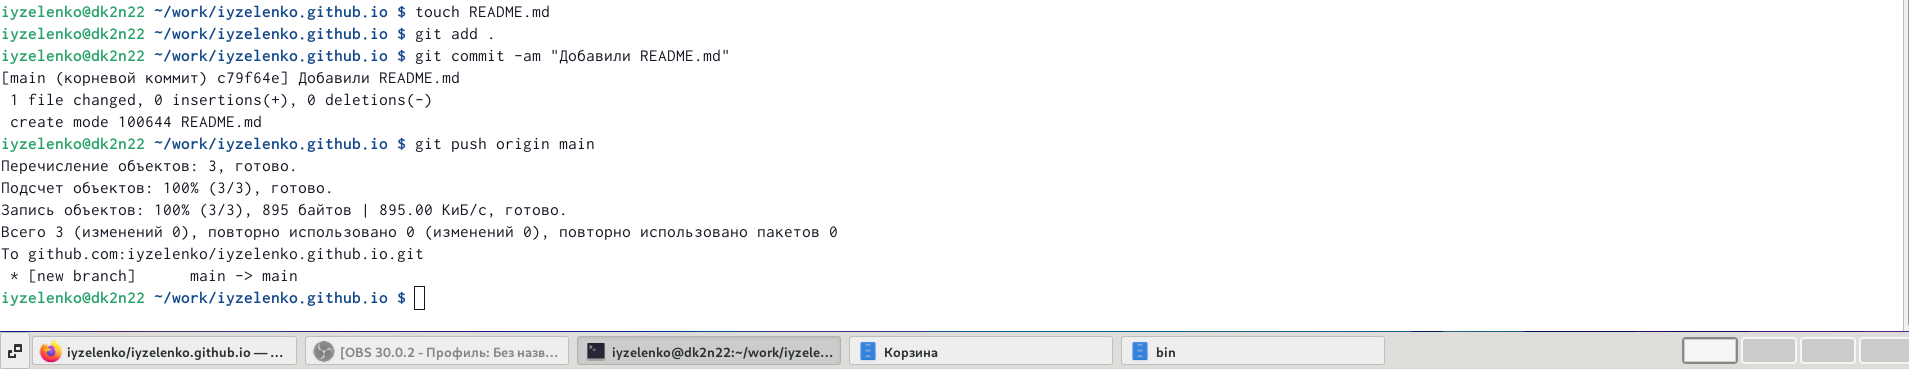 iyzelenko@dk2n22 ~/work/iyzelenko.github.io $ touch README.md
iyzelenko@dk2n22 ~/work/iyzelenko.github.io $ git add .
iyzelenko@dk2n22 ~/work/iyzelenko.github.io $ git commit -am "Добавили README.md"
[main (корневой коммит) c79f64e] Добавили README.md
 1 file changed, 0 insertions(+), 0 deletions(-)
 create mode 100644 README.md
iyzelenko@dk2n22 ~/work/iyzelenko.github.io $ git push origin main
Перечисление объектов: 3, готово.
Подсчет объектов: 100% (3/3), готово.
Запись объектов: 100% (3/3), 895 байтов | 895.00 КиБ/с, готово.
Всего 3 (изменений 0), повторно использовано 0 (изменений 0), повторно использовано пакетов 0
To github.com:iyzelenko/iyzelenko.github.io.git
 * [new branch]      main -> main
iyzelenko@dk2n22 ~/work/iyzelenko.github.io $
iyzelenko/iyzelenko.github.io — ... [OBS 30.0.2 - Профиль: Без назв... iyzelenko@dk2n22:~/work/iyzele... Корзина bin